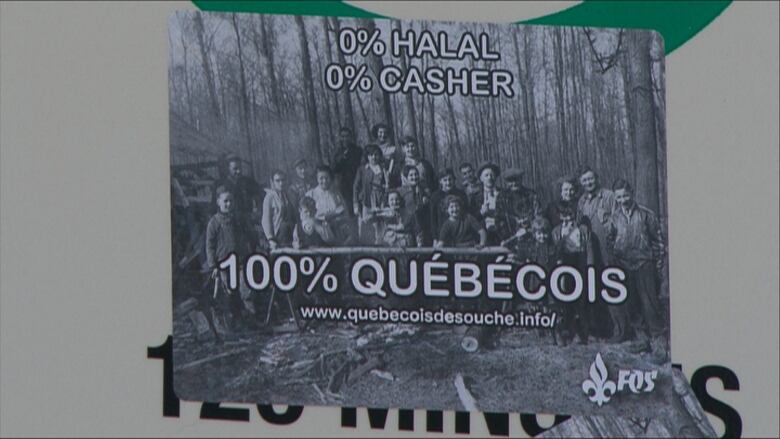 0% HALAL
0% CASHER
100% QUÉBÉCOIS
www.quebecoisdesouche.info/
FQS